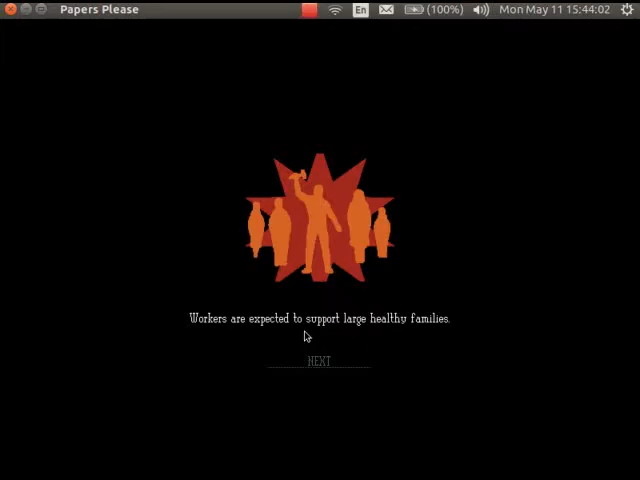 Papers Please
En
(100%)
Mon May 11 15:44:02
Workers are expected to support large healthy families.
NEXT